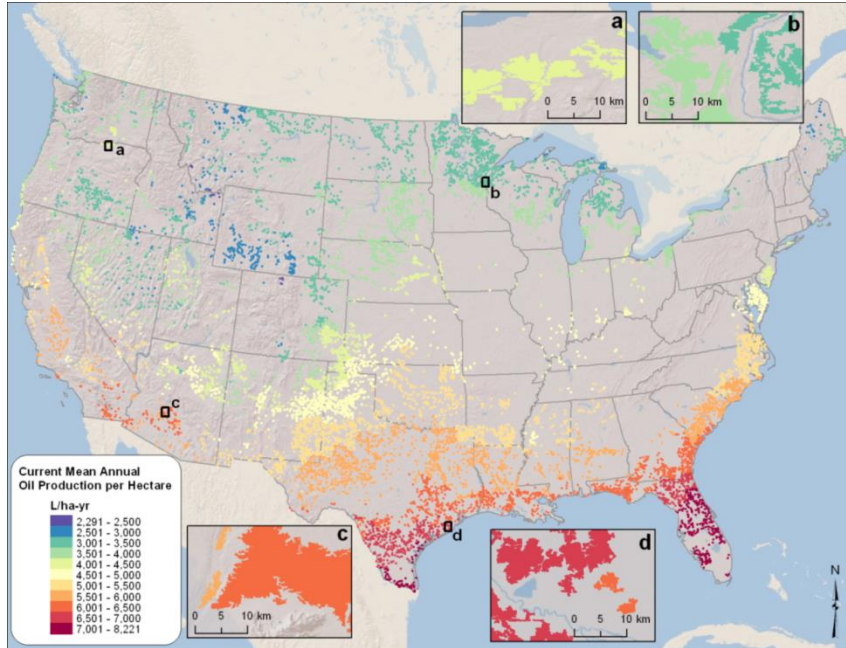 a
0 5 10 km
b
0 5 10 km
a
b
c
d
Current Mean Annual
Oil Production per Hectare
L/ha-yr
2,291 - 2,500
2,501 - 3,000
3,001 - 3,500
3,501 - 4,000
4,001 - 4,500
4,501 - 5,000
5,001 - 5,500
5,501 - 6,000
6,001 - 6,500
6,501 - 7,000
7,001 - 8,221
c
0 5 10 km
d
0 5 10 km
N